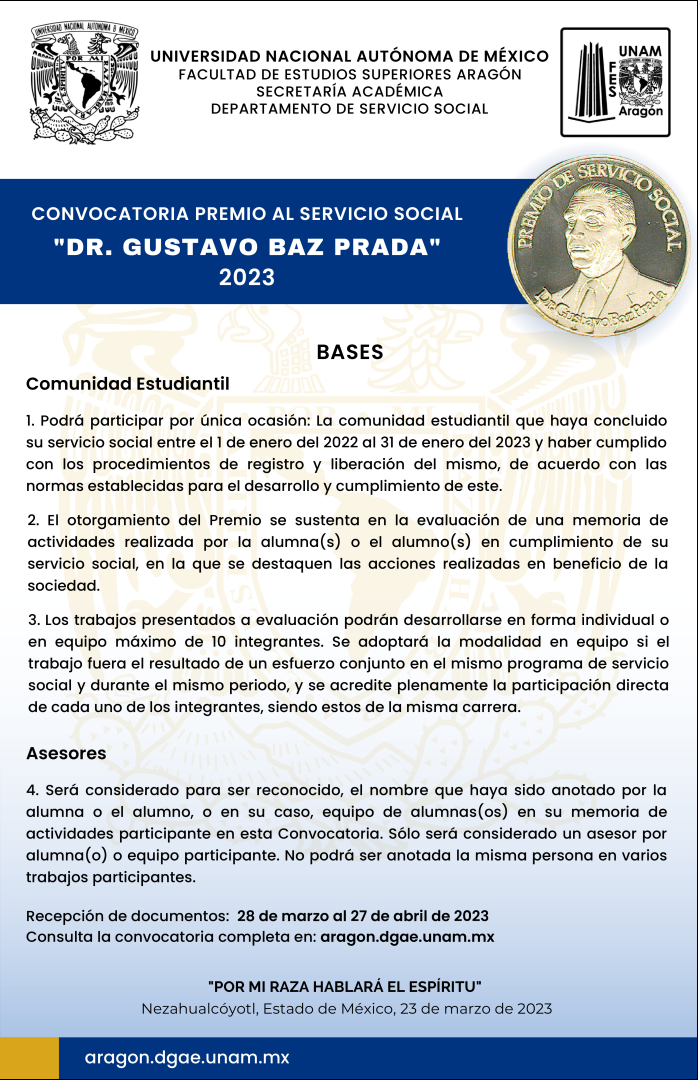 UNIVERSIDAD NACIONAL AUTÓNOMA DE MÉXICO
FACULTAD DE ESTUDIOS SUPERIORES ARAGÓN
SECRETARÍA ACADÉMICA
DEPARTAMENTO DE SERVICIO SOCIAL
UNIVERSIDAD NACIONAL AUTONOMA DE MEXICO
POR MI
FES
UNAM
Aragón
CONVOCATORIA PREMIO AL SERVICIO SOCIAL
"DR. GUSTAVO BAZ PRADA"
2023
PREMIO DE SERVICIO SOCIAL
Dr. Gustavo Baz Prada
BASES
Comunidad Estudiantil
1. Podrá participar por única ocasión: La comunidad estudiantil que haya concluido
su servicio social entre el 1 de enero del 2022 al 31 de enero del 2023 y haber cumplido
con los procedimientos de registro y liberación del mismo, de acuerdo con las
normas establecidas para el desarrollo y cumplimiento de este.
2. El otorgamiento del Premio se sustenta en la evaluación de una memoria de
actividades realizada por la alumna(s) o el alumno(s) en cumplimiento de su
servicio social, en la que se destaquen las acciones realizadas en beneficio de la
sociedad.
3. Los trabajos presentados a evaluación podrán desarrollarse en forma individual o
en equipo máximo de 10 integrantes. Se adoptará la modalidad en equipo si el
trabajo fuera el resultado de un esfuerzo conjunto en el mismo programa de servicio
social y durante el mismo periodo, y se acredite plenamente la participación directa
de cada uno de los integrantes, siendo estos de la misma carrera.
Asesores
4. Será considerado para ser reconocido, el nombre que haya sido anotado por la
alumna o el alumno, o en su caso, equipo de alumnas(os) en su memoria de
actividades participante en esta Convocatoria. Sólo será considerado un asesor por
alumna(o) o equipo participante. No podrá ser anotada la misma persona en varios
trabajos participantes.
Recepción de documentos: 28 de marzo al 27 de abril de 2023
Consulta la convocatoria completa en: aragon.dgae.unam.mx
"POR MI RAZA HABLARÁ EL ESPÍRITU"
Nezahualcóyotl, Estado de México, 23 de marzo de 2023
aragon.dgae.unam.mx